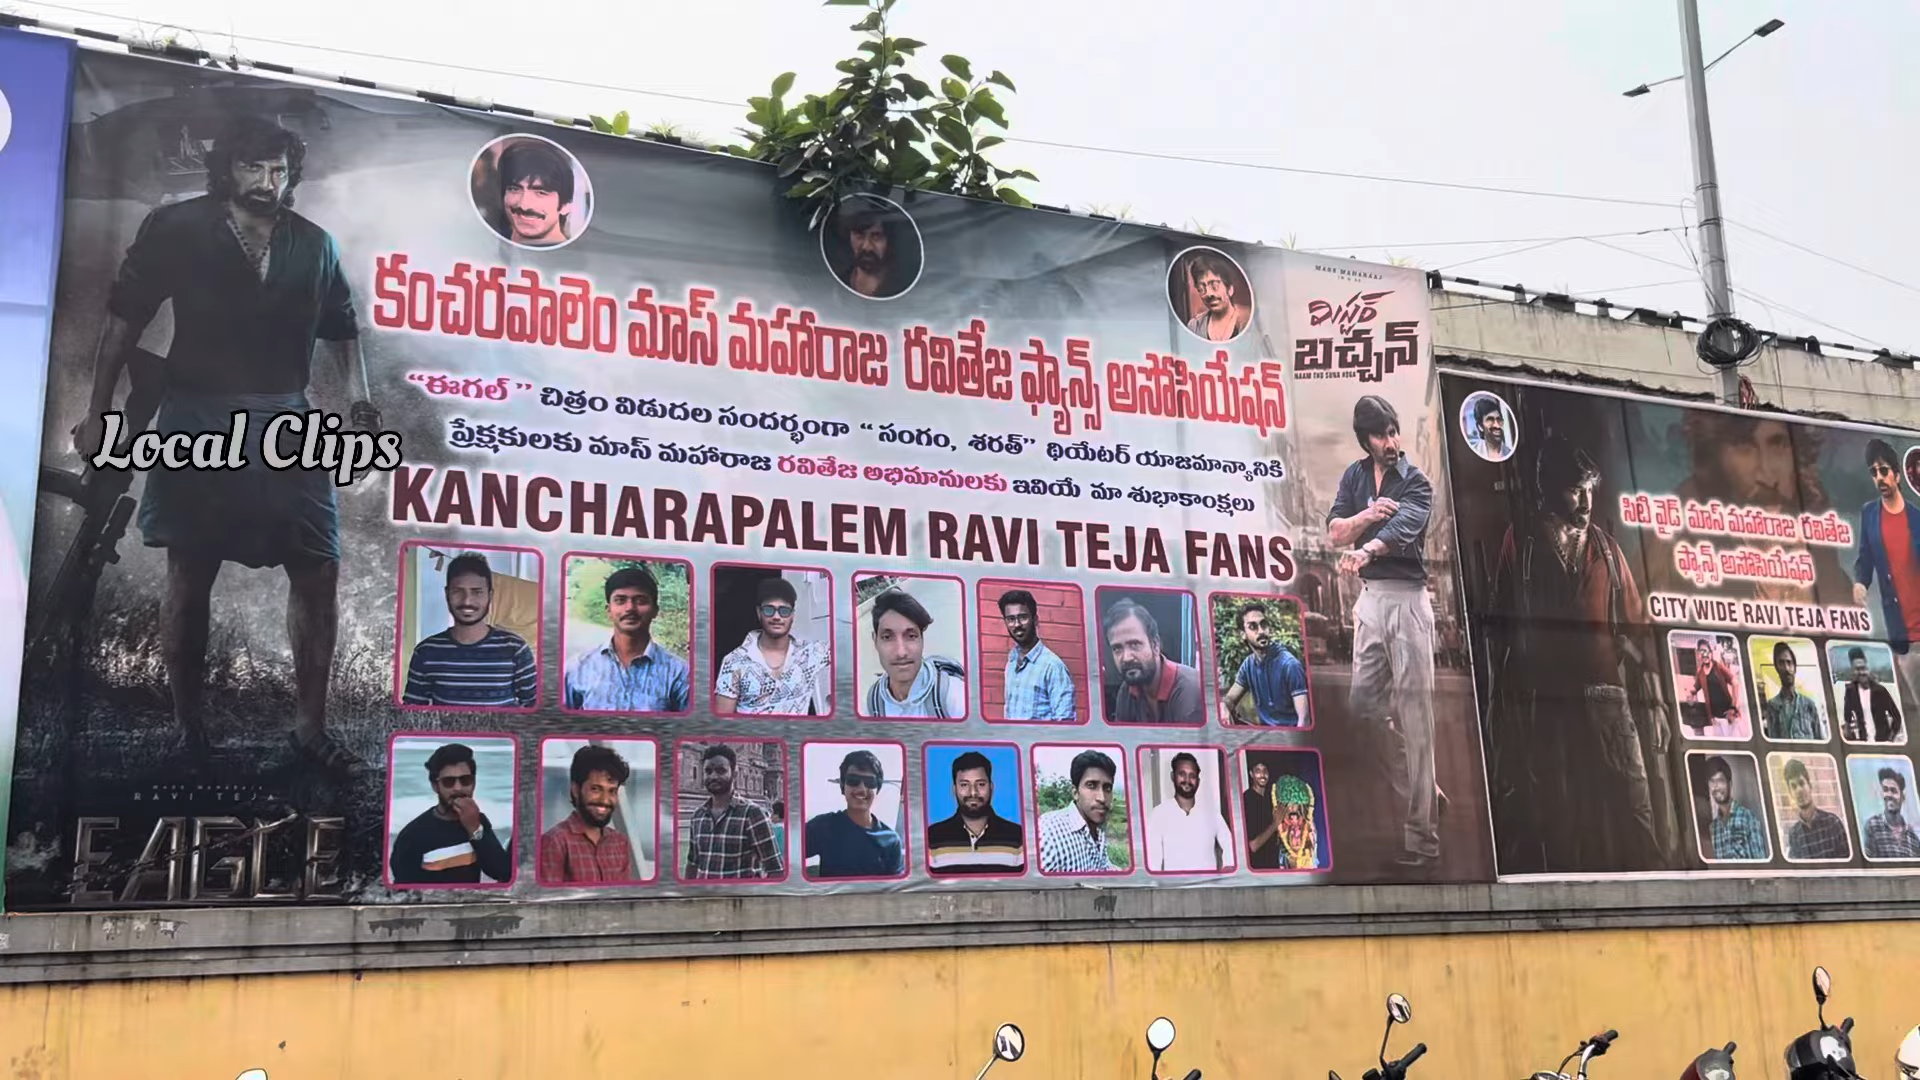 కంచరపాలెం మాస్ మహారాజ రవితేజ ఫ్యాన్స్ అసోసియేషన్
“ఈగల్” చిత్రం విడుదల సందర్భంగా “సంగం, శరత్” థియేటర్ యాజమాన్యానికి
ప్రేక్షకులకు మాస్ మహారాజ రవితేజ అభిమానులకు ఇవియే మా శుభాకాంక్షలు
KANCHARAPALEM RAVI TEJA FANS
Local Clips
MASS MAHARAAJ
RAVI TEJA
EAGLE
MASS MAHARAAJ
మిస్టర్
బచ్చన్
NAAM THO SUNA HOGA
సిటి వైడ్ మాస్ మహారాజ రవితేజ
ఫ్యాన్స్ అసోసియేషన్
CITY WIDE RAVI TEJA FANS